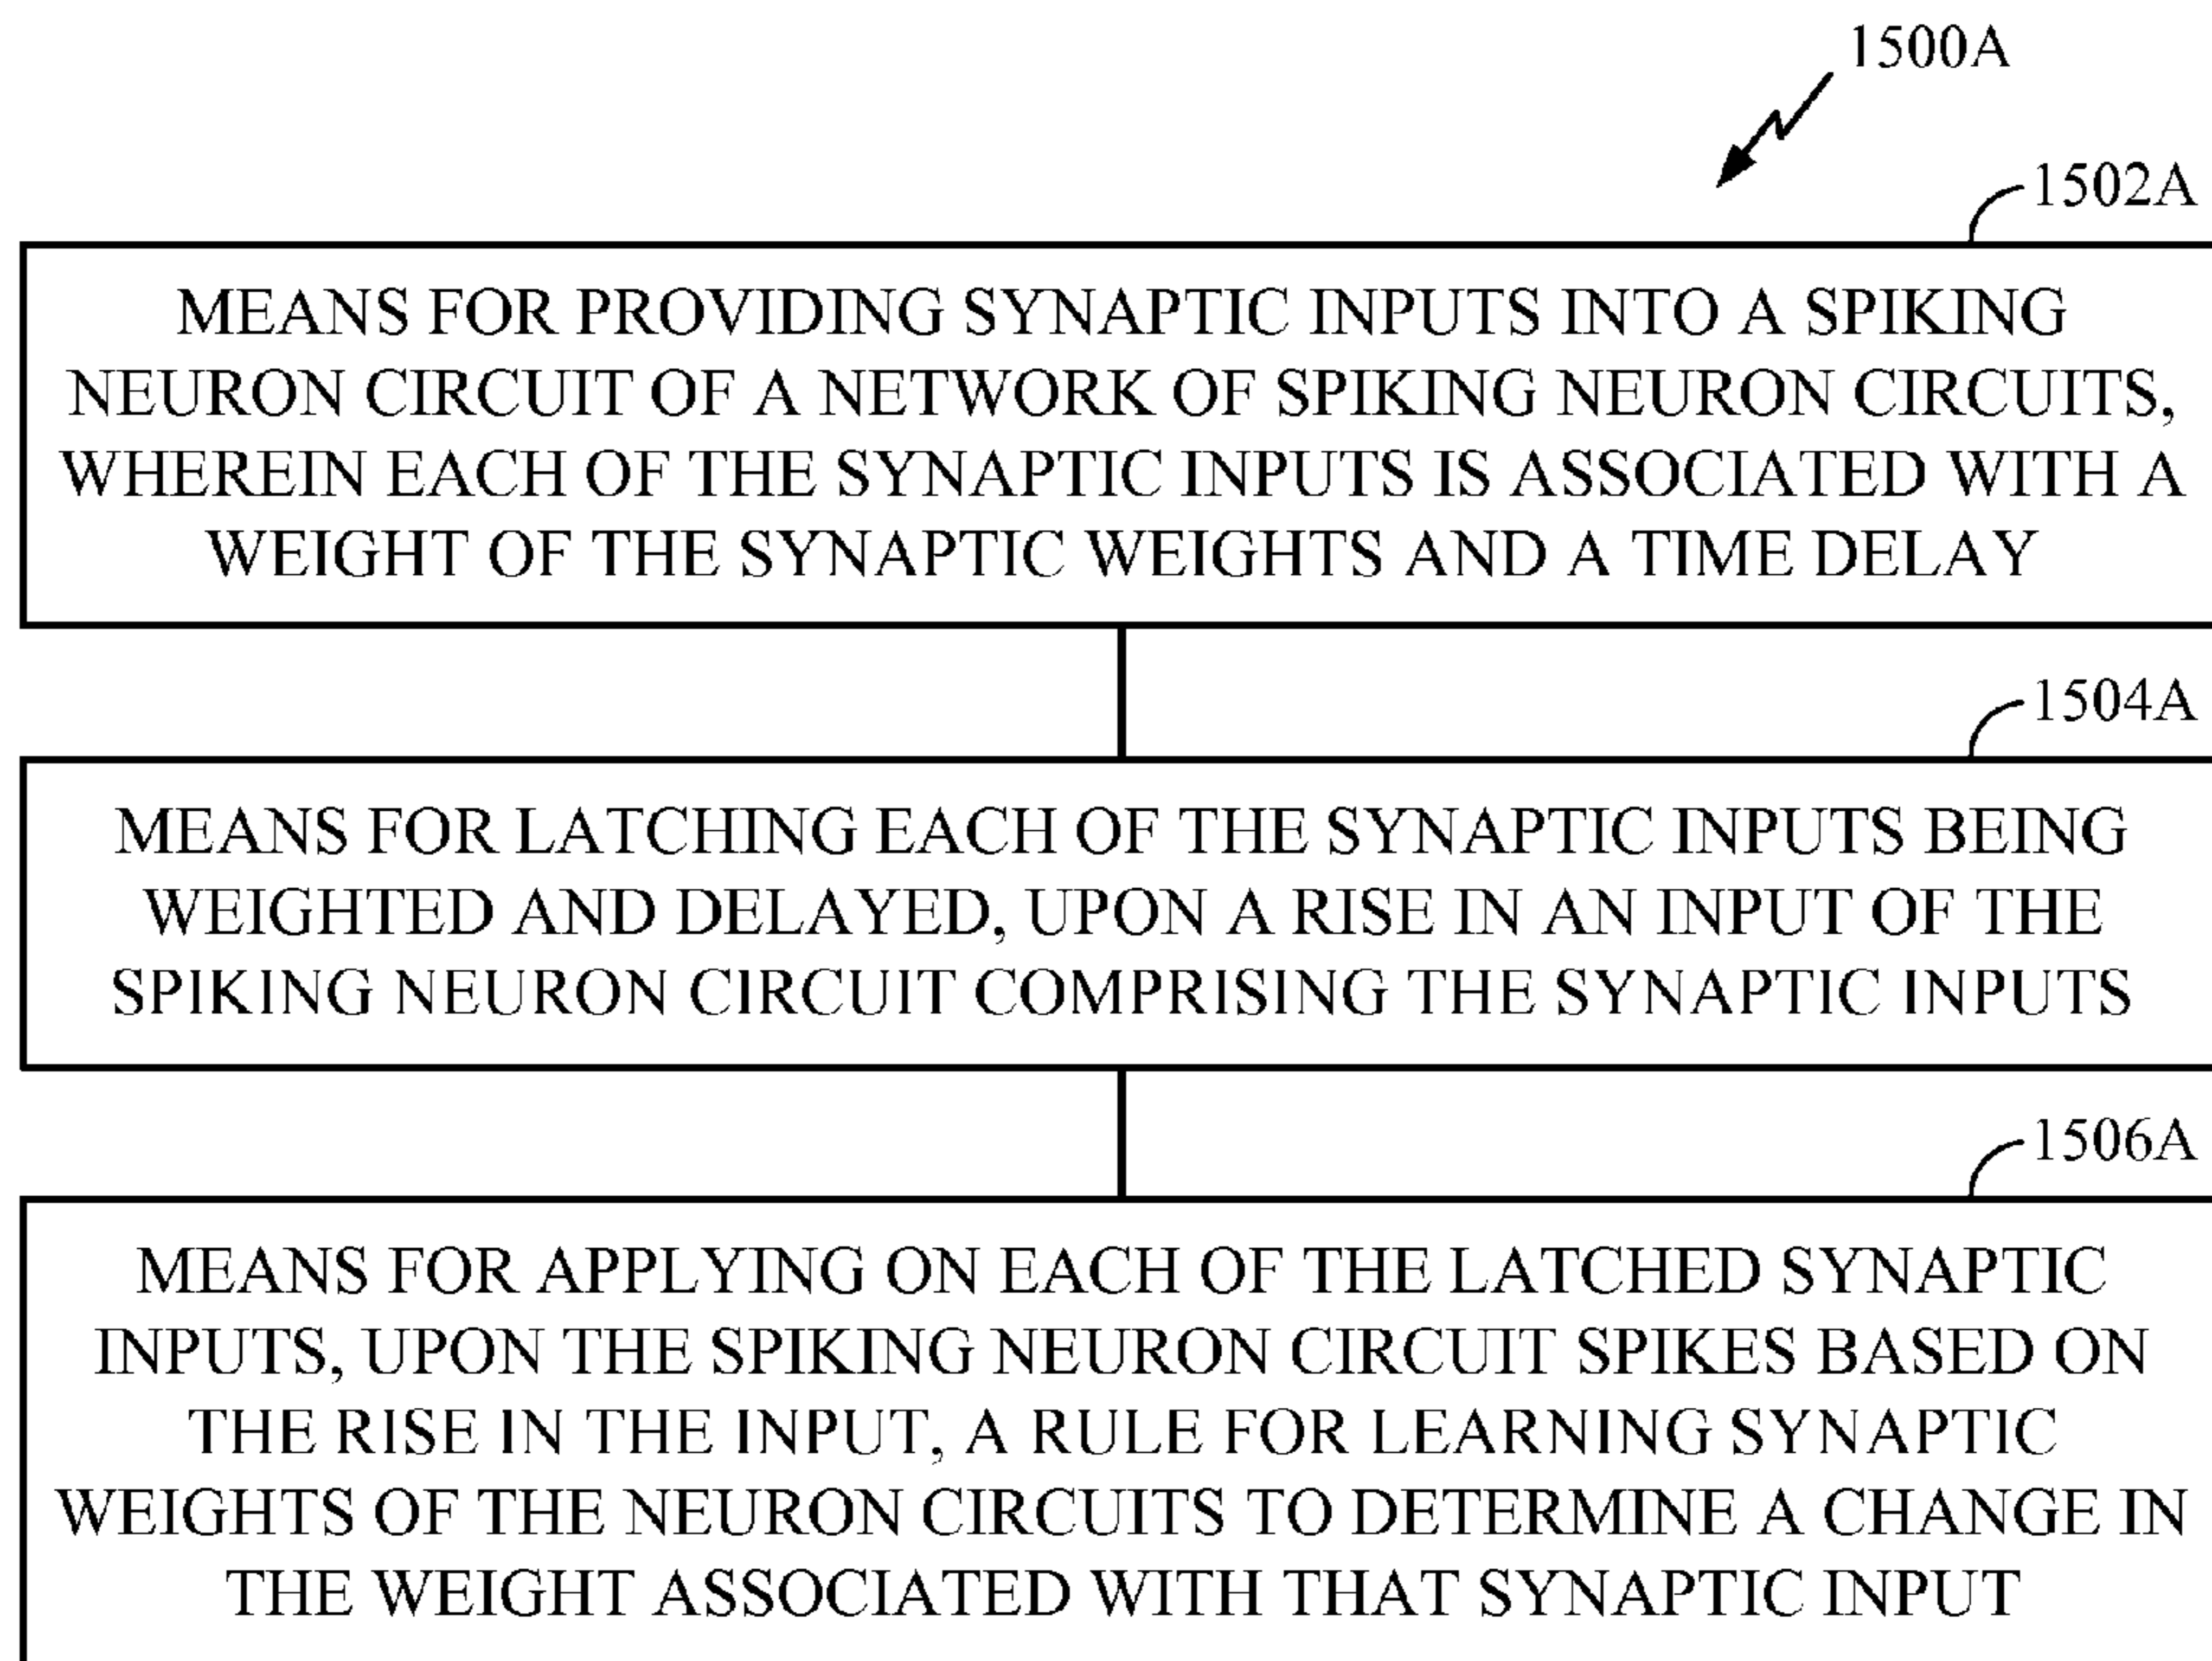 1500A
1502A
MEANS FOR PROVIDING SYNAPTIC INPUTS INTO A SPIKING
NEURON CIRCUIT OF A NETWORK OF SPIKING NEURON CIRCUITS,
WHEREIN EACH OF THE SYNAPTIC INPUTS IS ASSOCIATED WITH A
WEIGHT OF THE SYNAPTIC WEIGHTS AND A TIME DELAY
1504A
MEANS FOR LATCHING EACH OF THE SYNAPTIC INPUTS BEING
WEIGHTED AND DELAYED, UPON A RISE IN AN INPUT OF THE
SPIKING NEURON CIRCUIT COMPRISING THE SYNAPTIC INPUTS
1506A
MEANS FOR APPLYING ON EACH OF THE LATCHED SYNAPTIC
INPUTS, UPON THE SPIKING NEURON CIRCUIT SPIKES BASED ON
THE RISE IN THE INPUT, A RULE FOR LEARNING SYNAPTIC
WEIGHTS OF THE NEURON CIRCUITS TO DETERMINE A CHANGE IN
THE WEIGHT ASSOCIATED WITH THAT SYNAPTIC INPUT